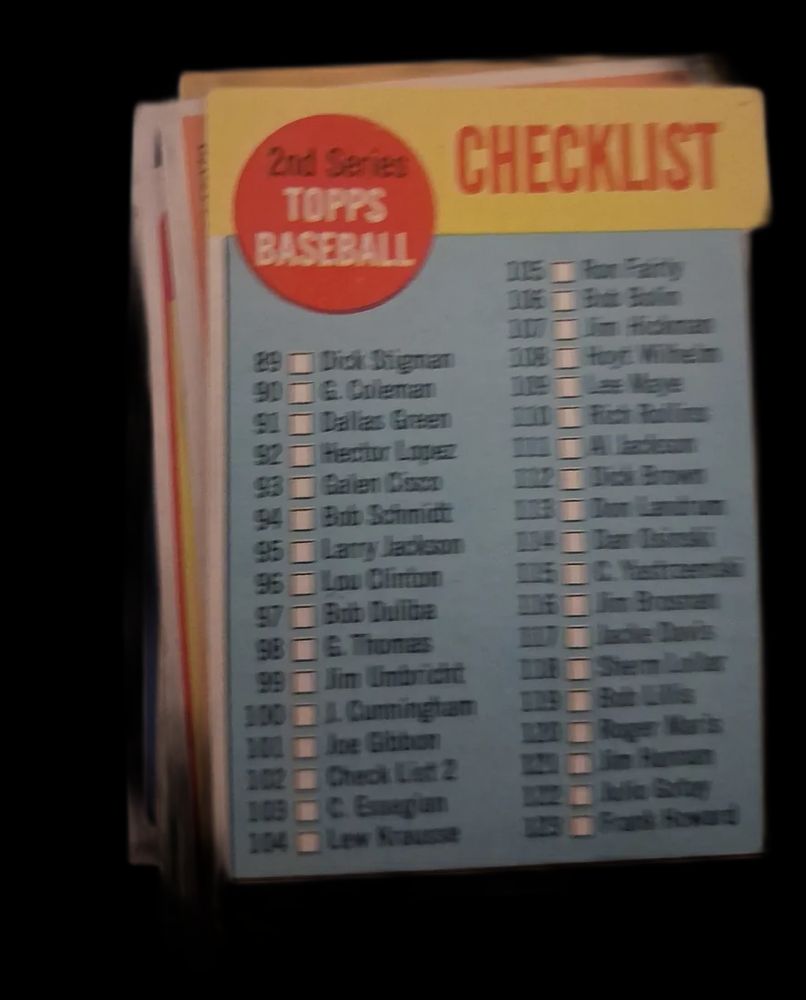 2nd Series
TOPPS
BASEBALL
CHECKLIST
89 Dick Stigman
90 G. Coleman
91 Dallas Green
92 Hector Lopez
93 Galen Cisco
94 Bob Schmidt
95 Larry Jackson
96 Lou Clinton
97 Bob Duliba
98 G. Thomas
99 Jim Umbricht
100 J. Cunningham
101 Joe Gibbon
102 Check List 2
103 C. Essegian
104 Lew Krausse
105 Ron Fairly
106 Bob Bolin
107 Jim Hickman
108 Hoyt Wilhelm
109 Lee Maye
110 Rich Rollins
111 Al Jackson
112 Dick Brown
113 Don Landrum
114 Dan Osinski
115 C. Yastrzemski
116 Jim Brosnan
117 Jacke Davis
118 Sherm Lollar
119 Bob Lillis
120 Roger Maris
121 Jim Hannan
122 Julio Gotay
123 Frank Howard